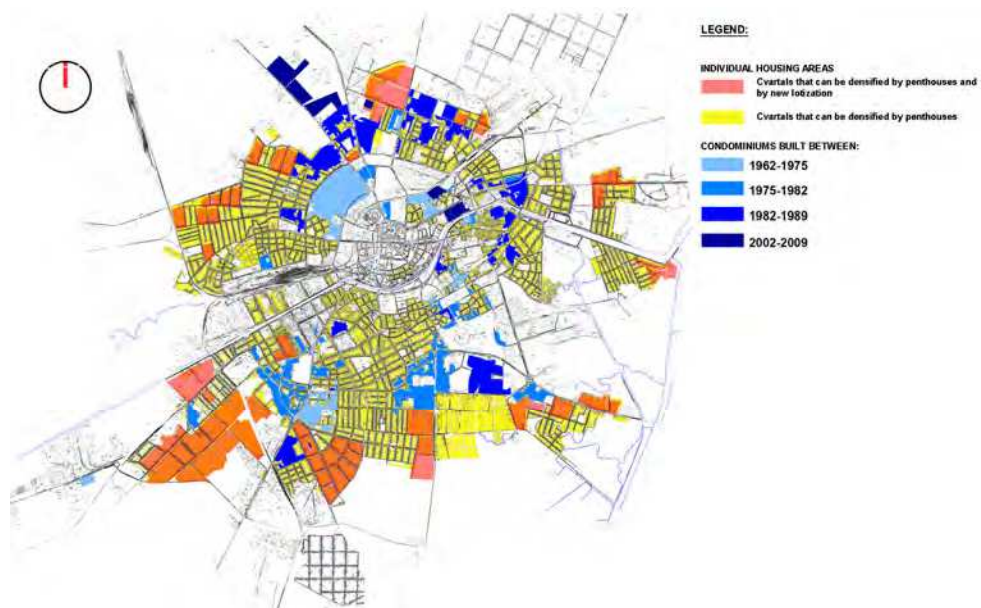 LEGEND:
INDIVIDUAL HOUSING AREAS
Cvartals that can be densified by penthouses and
by new lotization
Cvartals that can be densified by penthouses
CONDOMINIUMS BUILT BETWEEN:
1962-1975
1975-1982
1982-1989
2002-2009